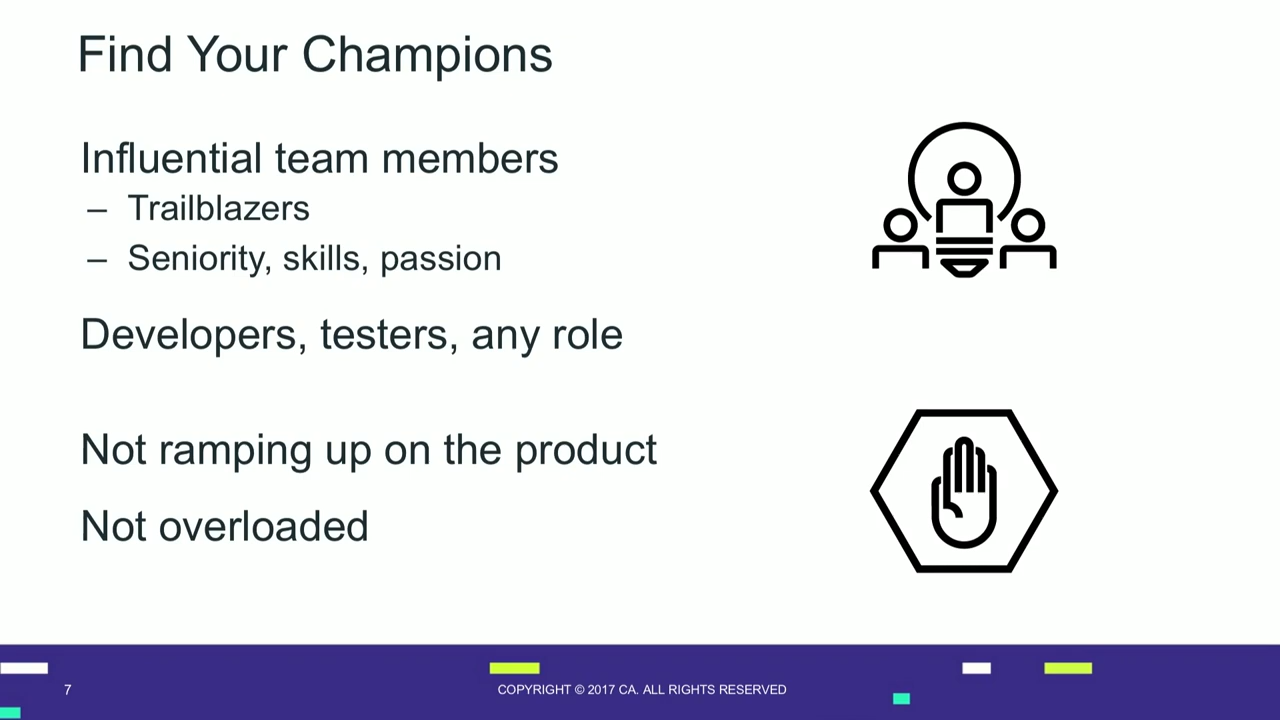 Find Your Champions
Influential team members
– Trailblazers
– Seniority, skills, passion
Developers, testers, any role
Not ramping up on the product
Not overloaded
7
COPYRIGHT © 2017 CA. ALL RIGHTS RESERVED